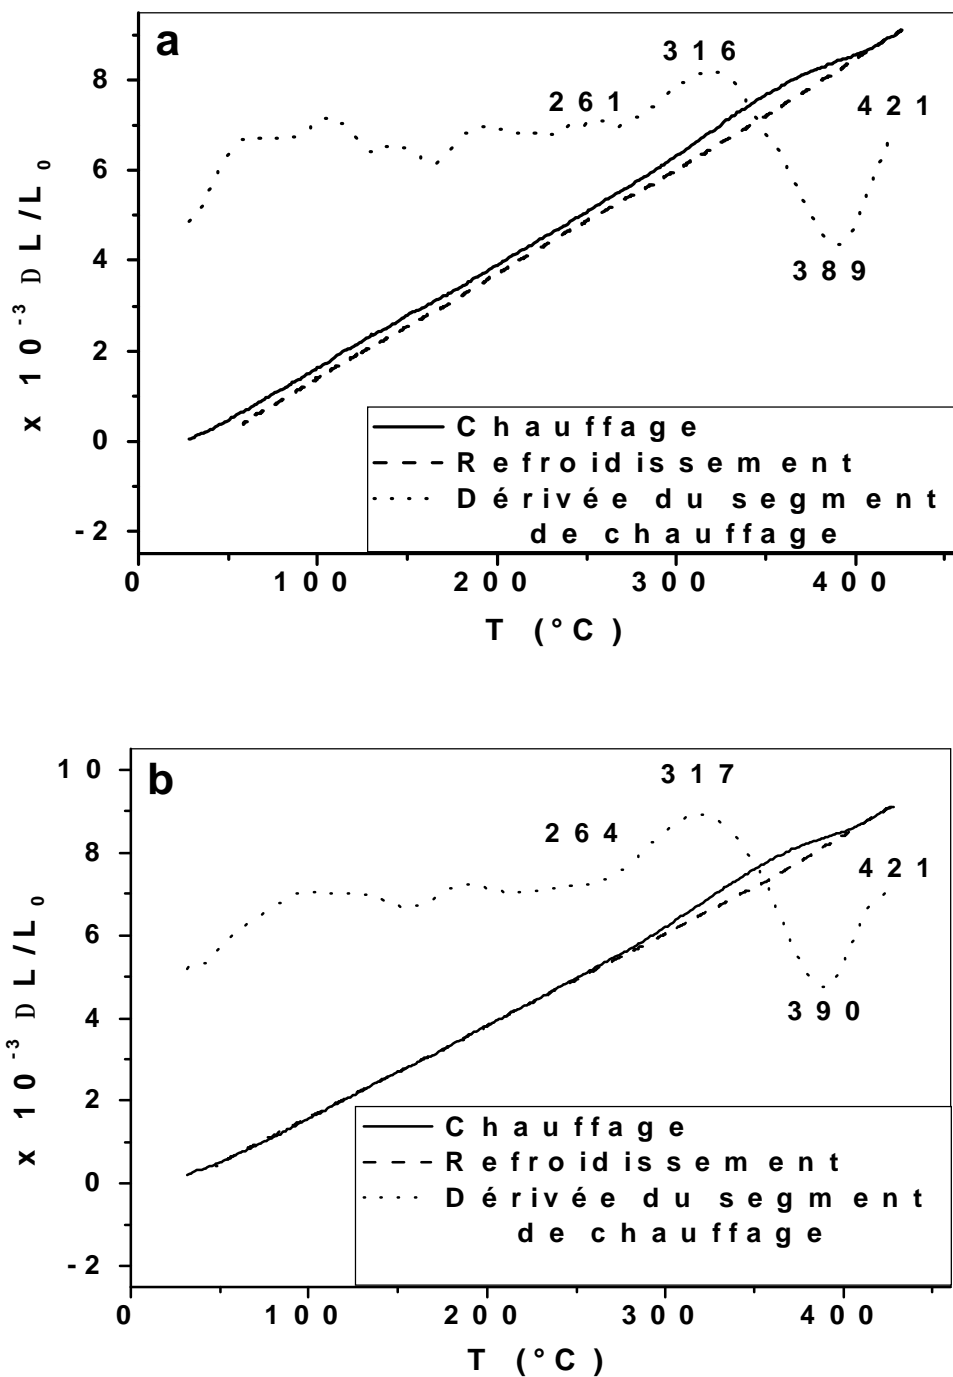 a
316
261
421
389
8
6
4
2
0
-2
x 10-3 DL/L0
Chauffage
Refroidissement
Dérivée du segment
de chauffage
0 100 200 300 400
T (°C)
b
317
264
421
390
10
8
6
4
2
0
-2
x 10-3 DL/L0
Chauffage
Refroidissement
Dérivée du segment
de chauffage
0 100 200 300 400
T (°C)